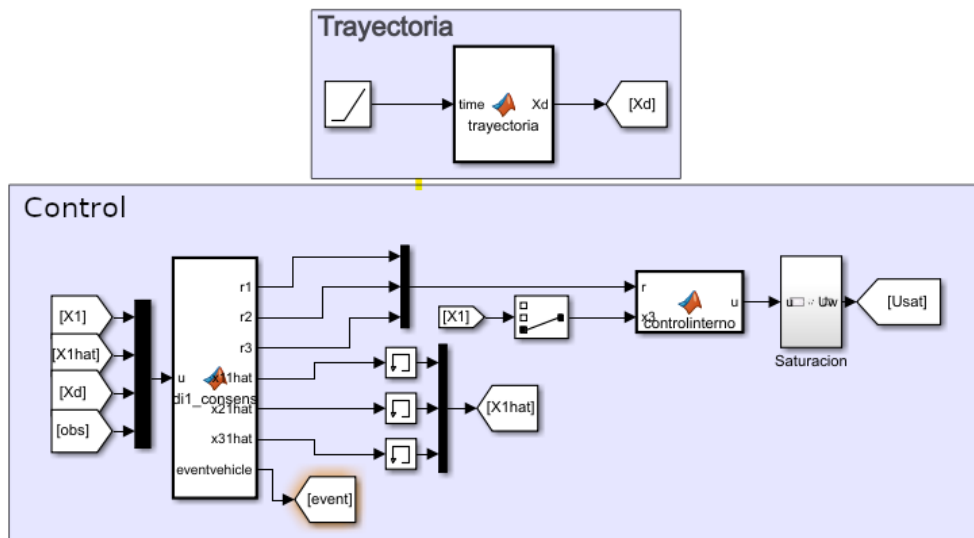 Trayectoria
time
Xd
trayectoria
[Xd]
Control
[X1]
[X1hat]
[Xd]
[obs]
u
r1
r2
r3
x11hat
x21hat
x31hat
eventvehicle
di1_consens
[event]
[X1hat]
[X1]
r
x3
u
controlinterno
u
Uw
Saturacion
[Usat]